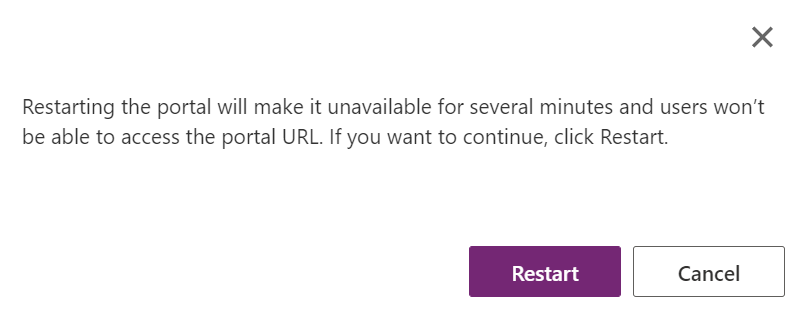 Restarting the portal will make it unavailable for several minutes and users won’t
be able to access the portal URL. If you want to continue, click Restart.
Restart
Cancel